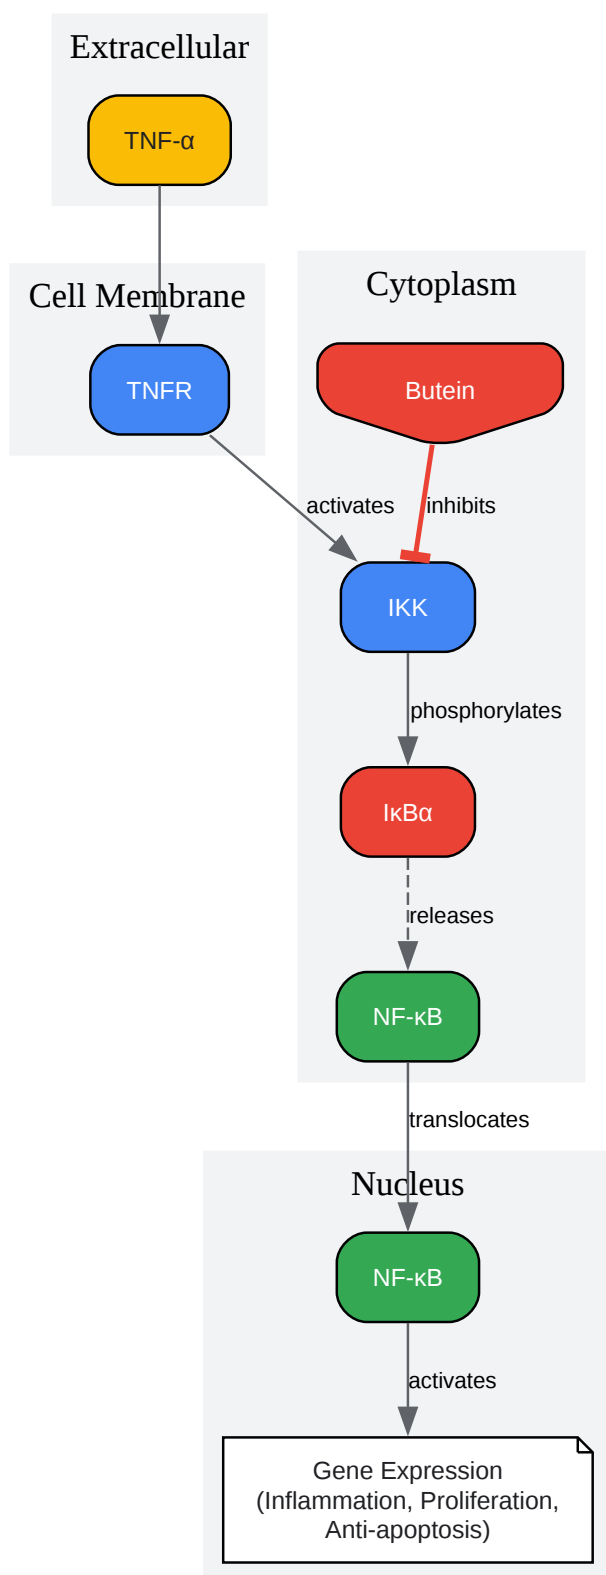 Extracellular
TNF-α
Cell Membrane
TNFR
Cytoplasm
Butein
activates
inhibits
IKK
phosphorylates
IκBα
releases
NF-κB
translocates
Nucleus
NF-κB
activates
Gene Expression
(Inflammation, Proliferation,
Anti-apoptosis)